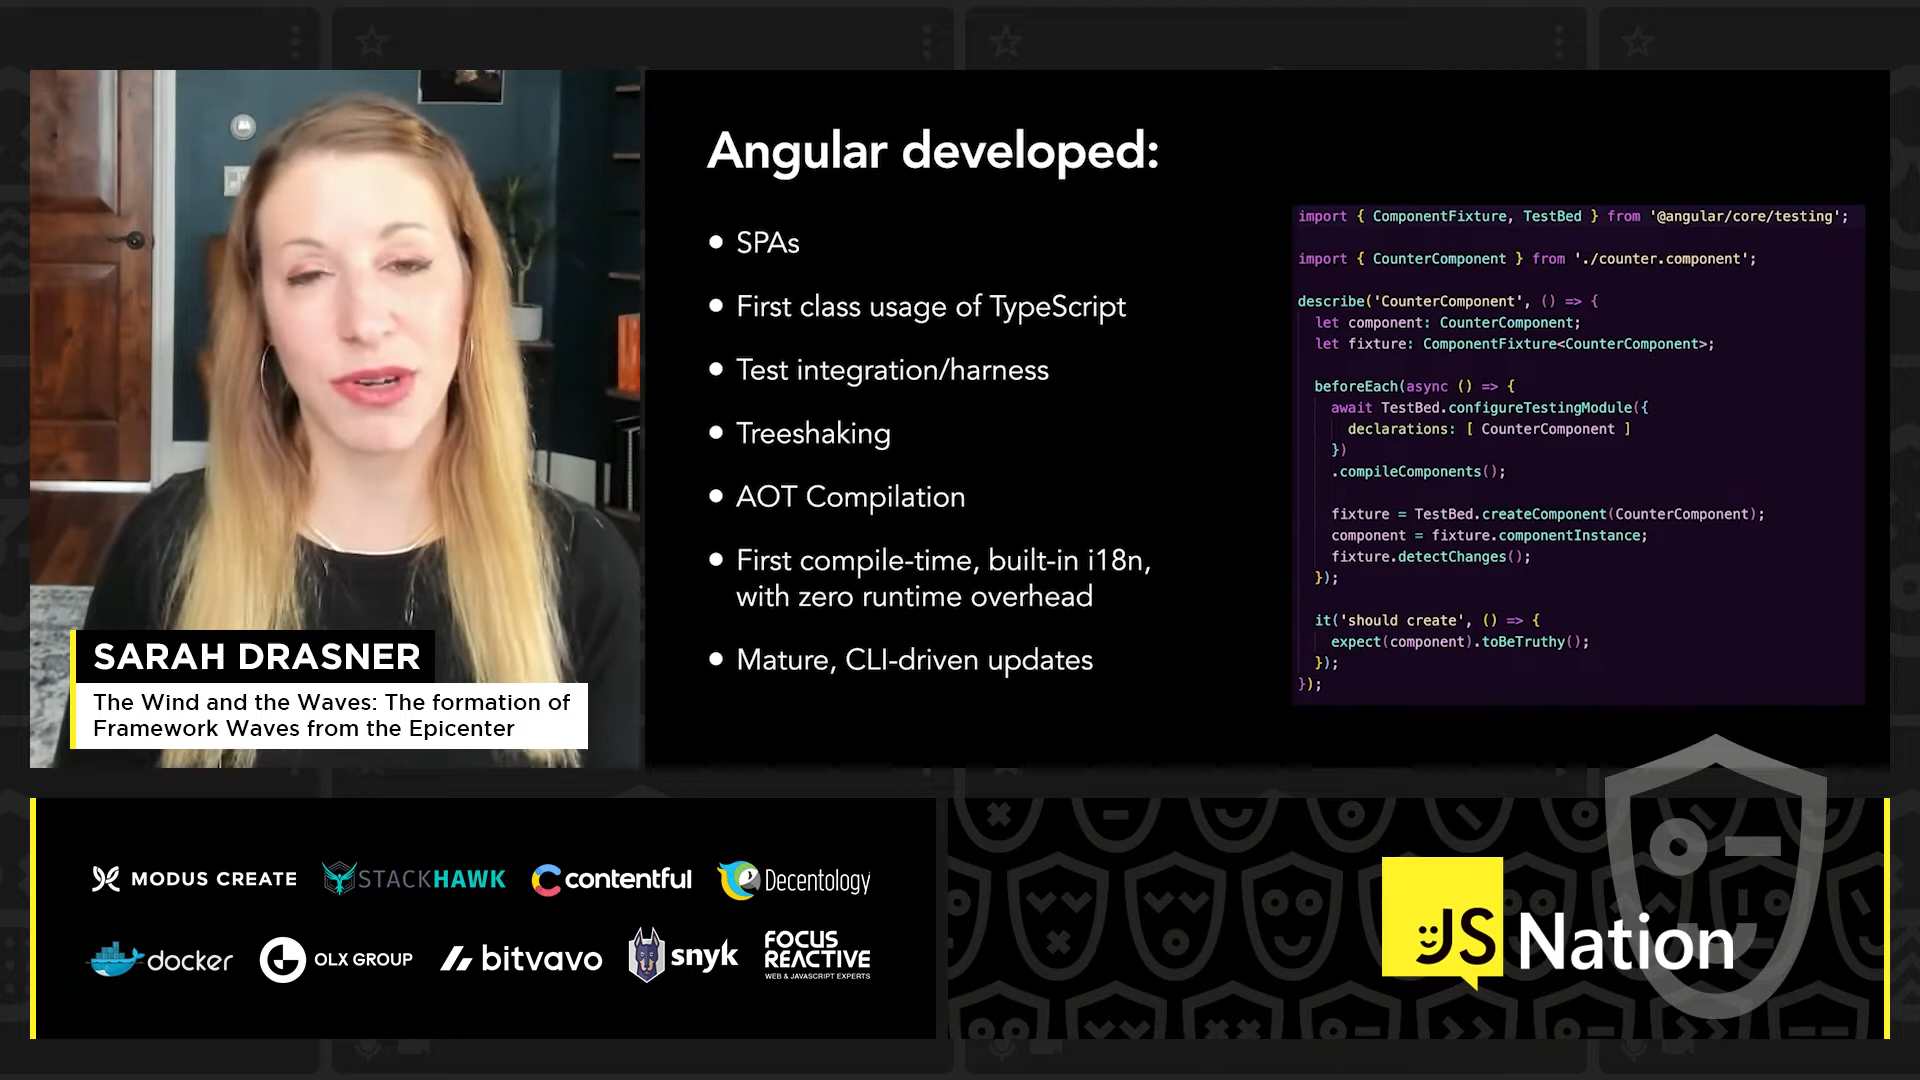 Angular developed:
SPAs
First class usage of TypeScript
Test integration/harness
Treeshaking
AOT Compilation
First compile-time, built-in i18n,
with zero runtime overhead
Mature, CLI-driven updates
import { ComponentFixture, TestBed } from '@angular/core/testing';
import { CounterComponent } from './counter.component';
describe('CounterComponent', () => {
let component: CounterComponent;
let fixture: ComponentFixture<CounterComponent>;
beforeEach(async () => {
await TestBed.configureTestingModule({
declarations: [ CounterComponent ]
})
.compileComponents();
fixture = TestBed.createComponent(CounterComponent);
component = fixture.componentInstance;
fixture.detectChanges();
});
it('should create', () => {
expect(component).toBeTruthy();
});
});
SARAH DRASNER
The Wind and the Waves: The formation of
Framework Waves from the Epicenter
MODUS CREATE
STACKHAWK
contentful
Decentology
docker
OLX GROUP
bitvavo
snyk
FOCUS
REACTIVE
WEB & JAVASCRIPT EXPERTS
JS Nation